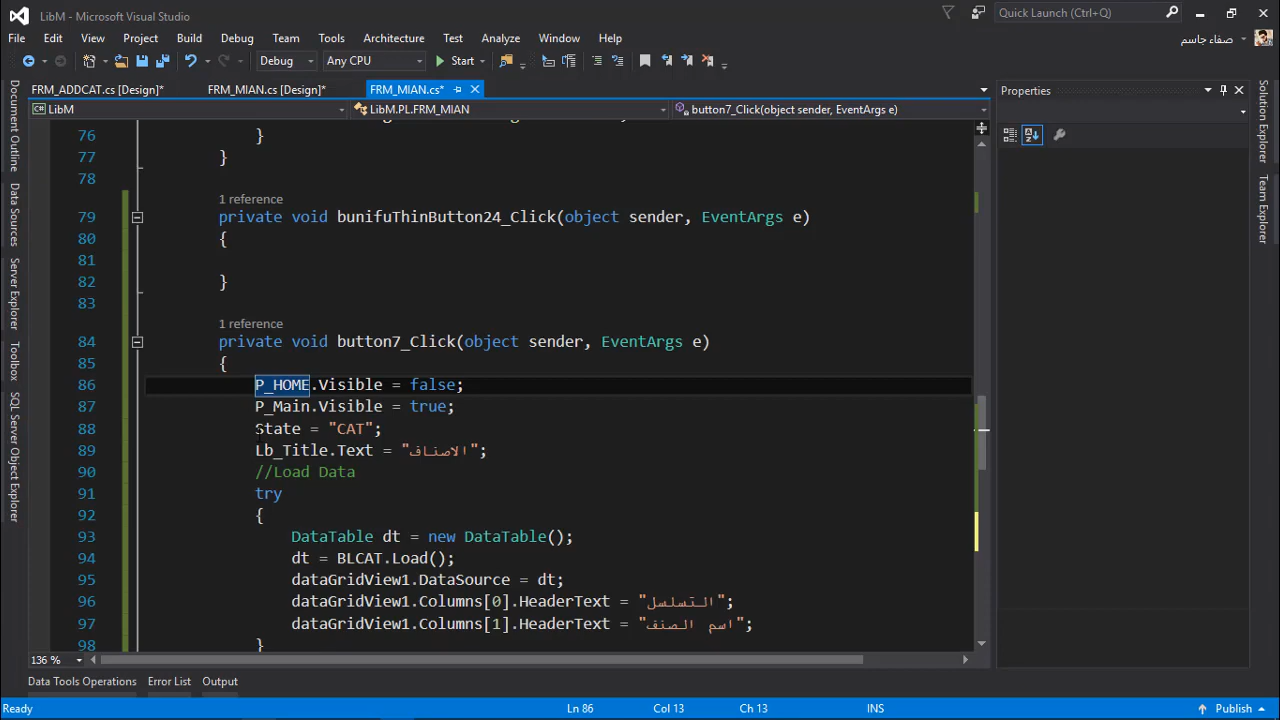 LibM - Microsoft Visual Studio
Quick Launch (Ctrl+Q)
File Edit View Project Build Debug Team Tools Architecture Test Analyze Window Help
صفاء جاسم
Debug Any CPU Start
FRM_ADDCAT.cs [Design]* FRM_MIAN.cs [Design]* FRM_MIAN.cs*
Properties
LibM LibM.PL.FRM_MIAN button7_Click(object sender, EventArgs e)
Document Outline
Data Sources
Server Explorer
Toolbox
SQL Server Object Explorer
76 }
77 }
78
1 reference
79 private void bunifuThinButton24_Click(object sender, EventArgs e)
80 {
81
82 }
83
1 reference
84 private void button7_Click(object sender, EventArgs e)
85 {
86 P_HOME.Visible = false;
87 P_Main.Visible = true;
88 State = "CAT";
89 Lb_Title.Text = "الاصناف";
90 //Load Data
91 try
92 {
93 DataTable dt = new DataTable();
94 dt = BLCAT.Load();
95 dataGridView1.DataSource = dt;
96 dataGridView1.Columns[0].HeaderText = "التسلسل";
97 dataGridView1.Columns[1].HeaderText = "اسم الصنف";
98 }
Solution Explorer
Team Explorer
136 %
Data Tools Operations Error List Output
Ready Ln 86 Col 13 Ch 13 INS Publish